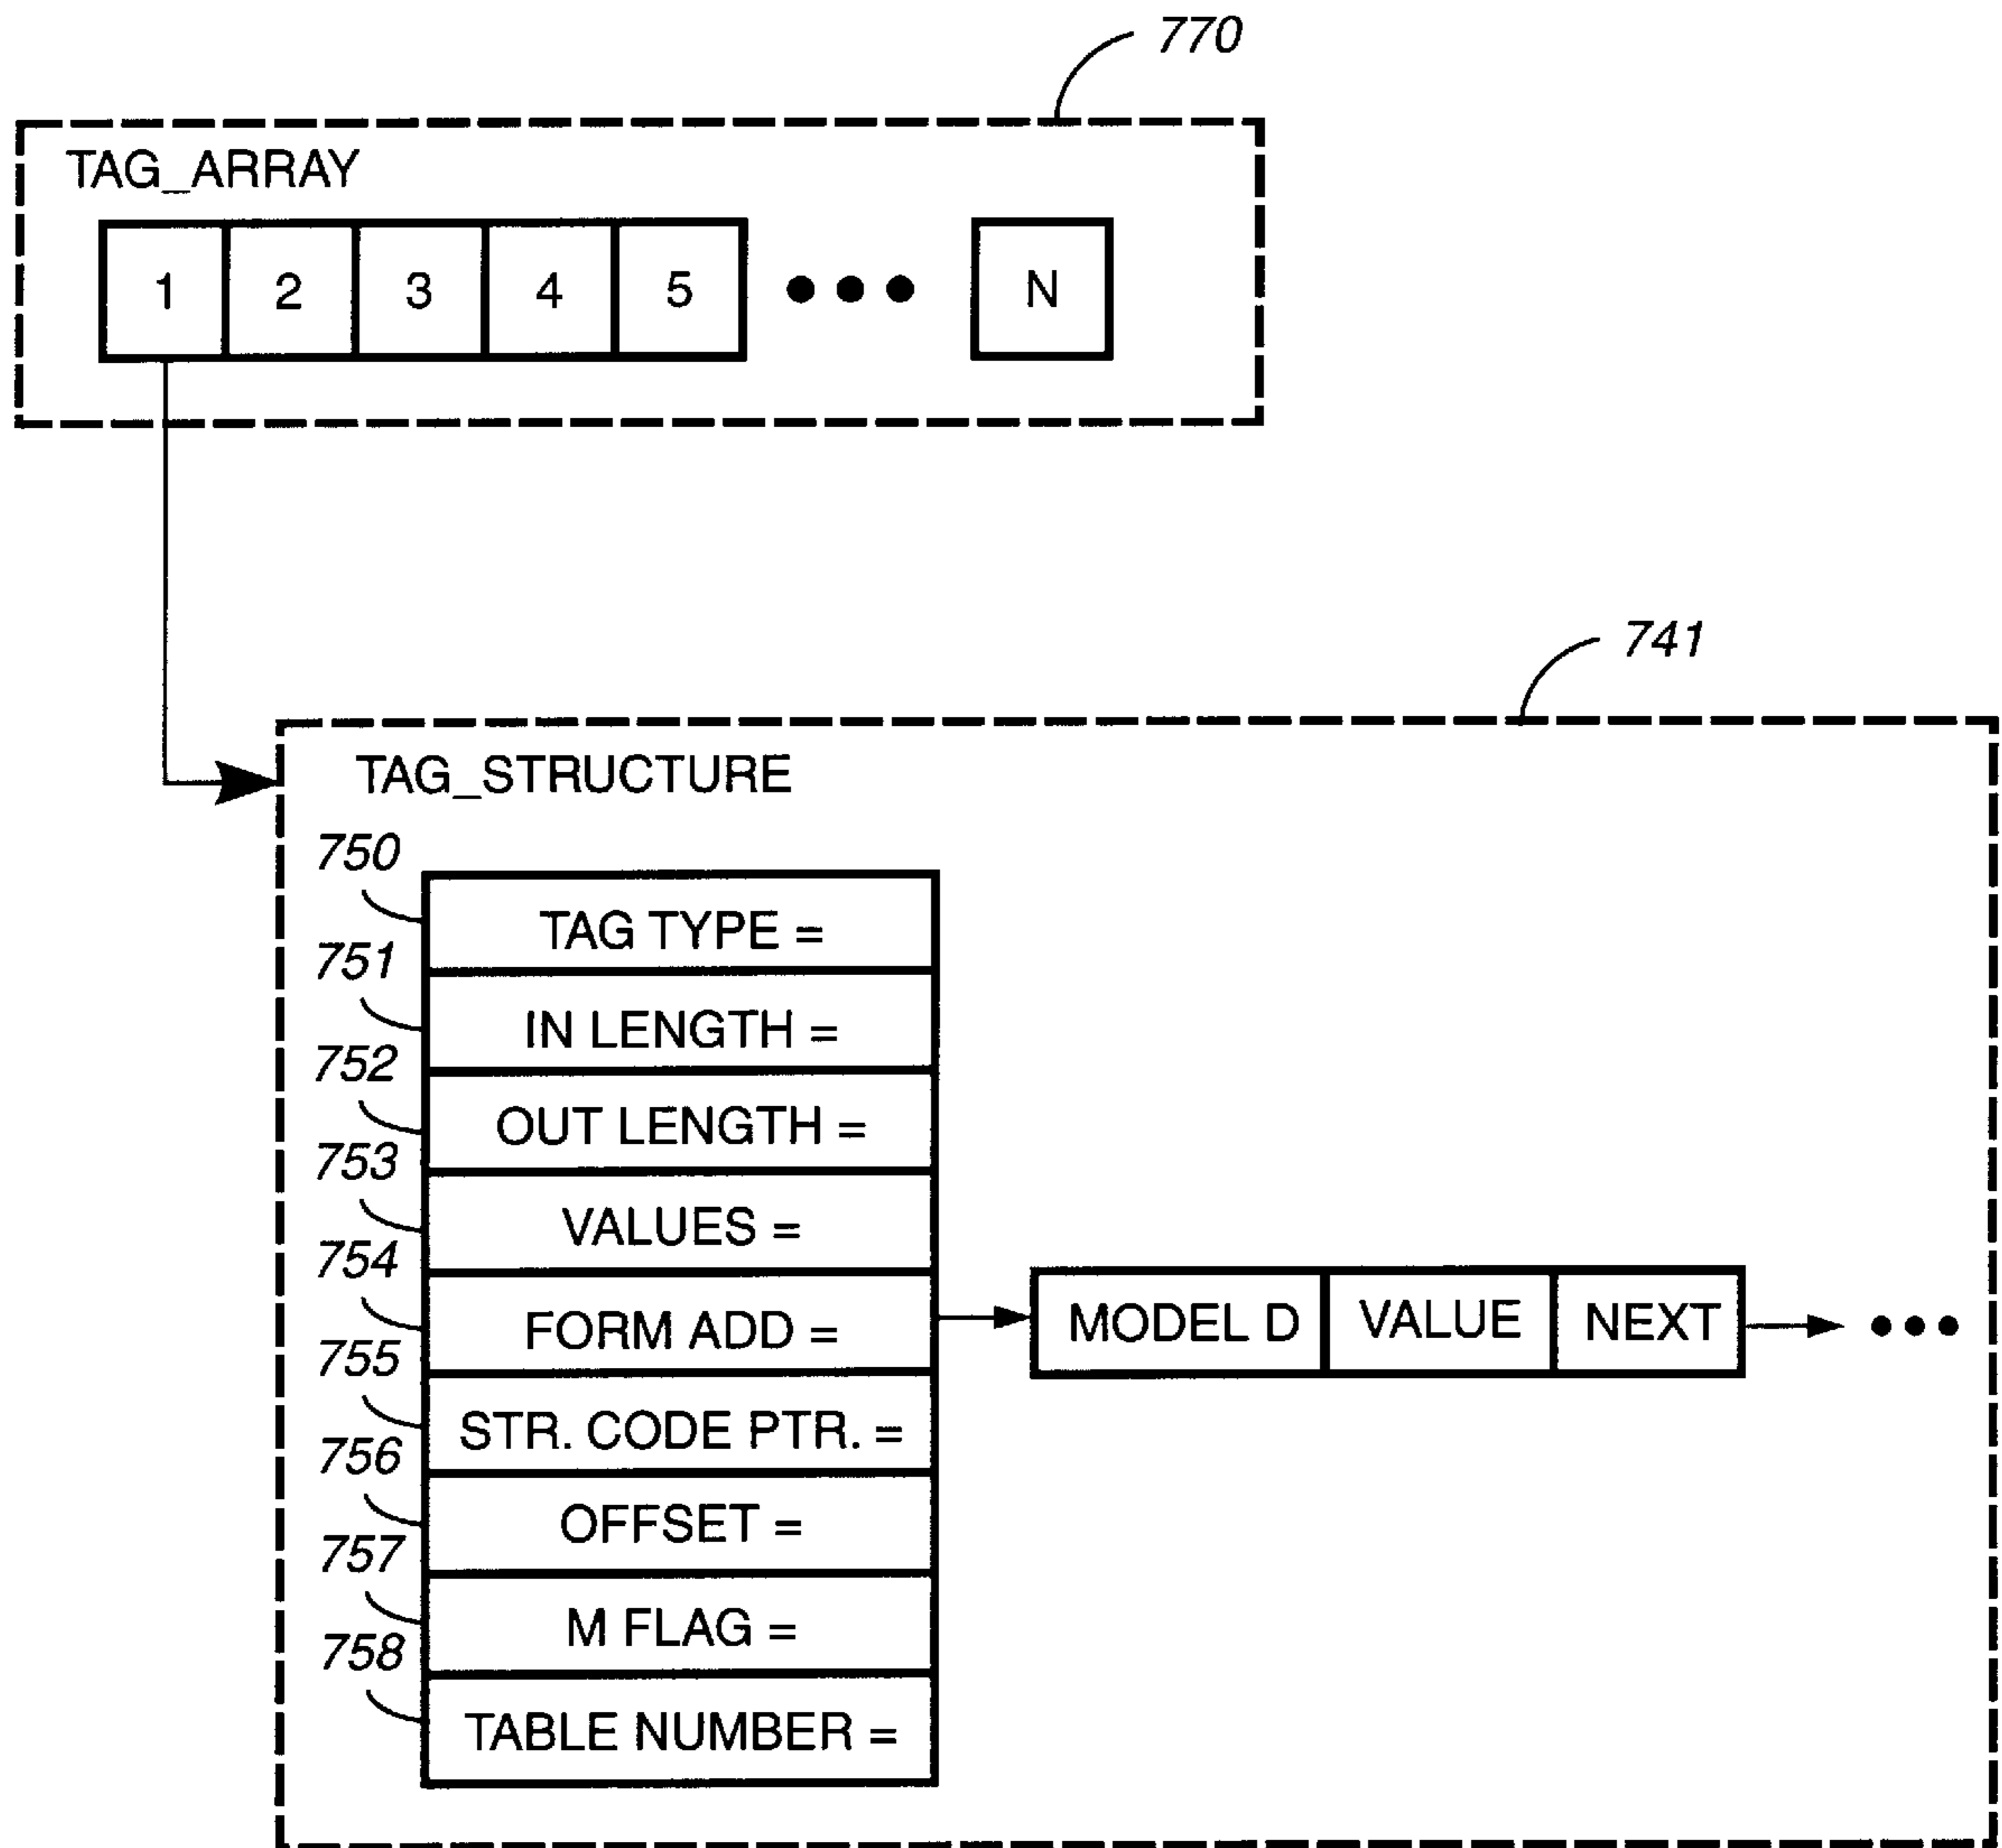 770
TAG_ARRAY
1 2 3 4 5 N
741
TAG_STRUCTURE
750
TAG TYPE =
751
IN LENGTH =
752
OUT LENGTH =
753
VALUES =
754
FORM ADD =
MODEL D VALUE NEXT
755
STR. CODE PTR. =
756
OFFSET =
757
M FLAG =
758
TABLE NUMBER =